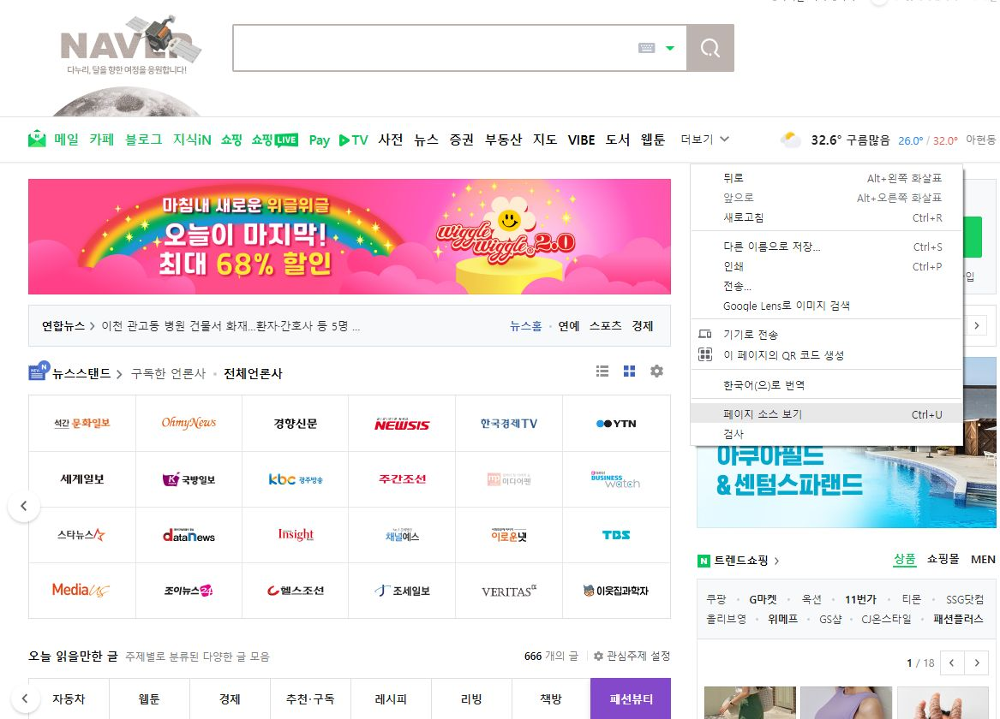 NAVER
다누리, 달을 향한 여정을 응원합니다!
메일 카페 블로그 지식iN 쇼핑 쇼핑LIVE Pay TV 사전 뉴스 증권 부동산 지도 VIBE 도서 웹툰 더보기
32.6° 구름많음 26.0° / 32.0° 아현동
마침내 새로운 위글위글
오늘이 마지막!
최대 68% 할인
wiggle wiggle 2.0
연합뉴스 > 이천 관고동 병원 건물서 화재…환자·간호사 등 5명 ...
뉴스홈 · 연예 스포츠 경제
뉴스스탠드 > 구독한 언론사 · 전체언론사
석간 문화일보 OhmyNews 경향신문 NEWSIS 한국경제TV YTN
세계일보 국방일보 kbc 광주방송 주간조선 미디어펜 BUSINESS watch
스타뉴스 dataNews Insight 채널예스 이로운넷 TBS
Media US 조이뉴스24 헬스조선 조세일보 VERITAS α 이웃집과학자
오늘 읽을만한 글 주제별로 분류된 다양한 글 모음
666 개의 글 관심주제 설정
자동차 웹툰 경제 추천·구독 레시피 리빙 책방 패션뷰티
뒤로 Alt+왼쪽 화살표
앞으로 Alt+오른쪽 화살표
새로고침 Ctrl+R
다른 이름으로 저장... Ctrl+S
인쇄 Ctrl+P
전송...
Google Lens로 이미지 검색
기기로 전송
이 페이지의 QR 코드 생성
한국어(으)로 번역
페이지 소스 보기 Ctrl+U
검사
아쿠아필드
& 센텀스파랜드
N 트렌드쇼핑 >
상품 쇼핑몰 MEN
쿠팡 · G마켓 · 옥션 · 11번가 · 티몬 · SSG닷컴
올리브영 · 위메프 · GS샵 · CJ온스타일 · 패션플러스
1 / 18